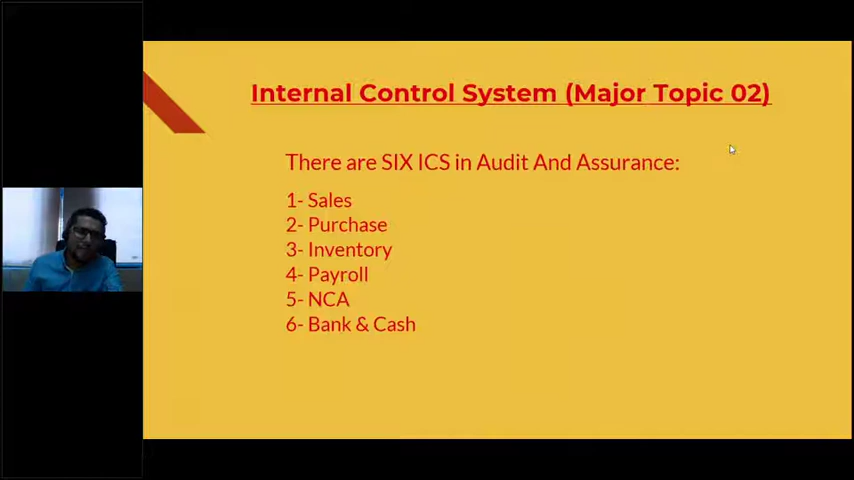 Internal Control System (Major Topic 02)
There are SIX ICS in Audit And Assurance:
1- Sales
2- Purchase
3- Inventory
4- Payroll
5- NCA
6- Bank & Cash